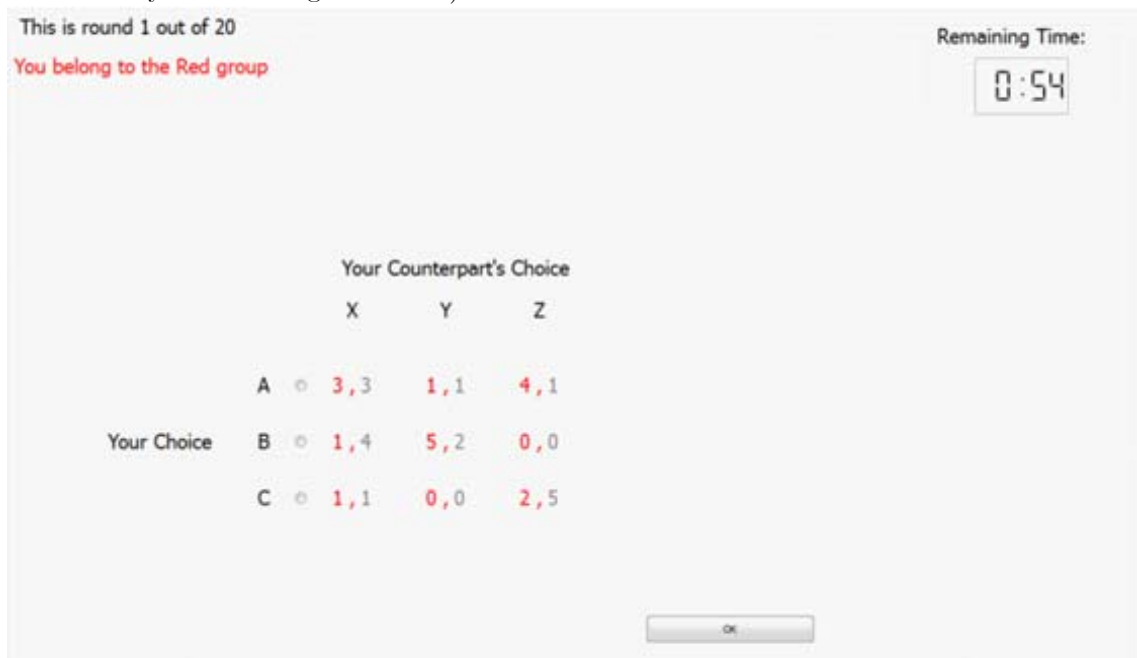 This is round 1 out of 20
Remaining Time:
You belong to the Red group
0:54
Your Counterpart's Choice
X Y Z
A 3,3 1,1 4,1
Your Choice B 1,4 5,2 0,0
C 1,1 0,0 2,5
OK